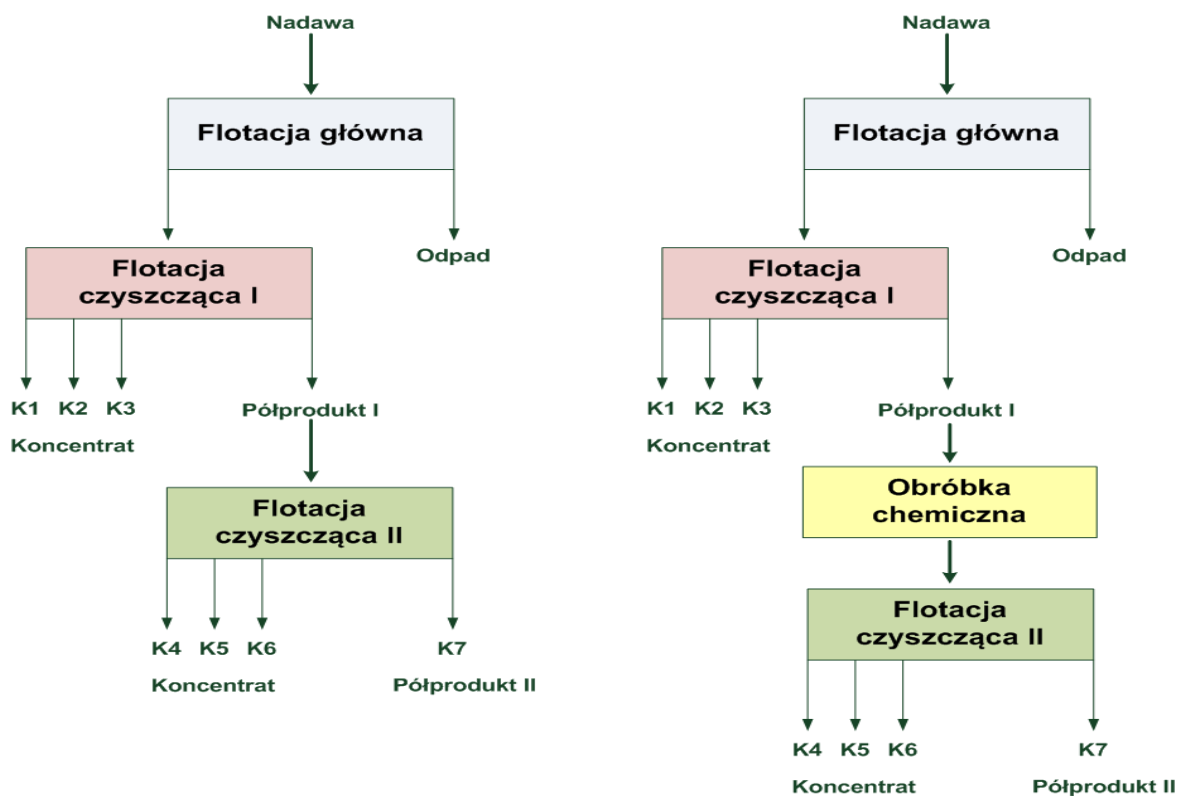 Nadawa
Flotacja główna
Odpad
Flotacja
czyszcząca I
K1 K2 K3
Koncentrat
Półprodukt I
Flotacja
czyszcząca II
K4 K5 K6
Koncentrat
K7
Półprodukt II
Nadawa
Flotacja główna
Odpad
Flotacja
czyszcząca I
K1 K2 K3
Koncentrat
Półprodukt I
Obróbka
chemiczna
Flotacja
czyszcząca II
K4 K5 K6
Koncentrat
K7
Półprodukt II